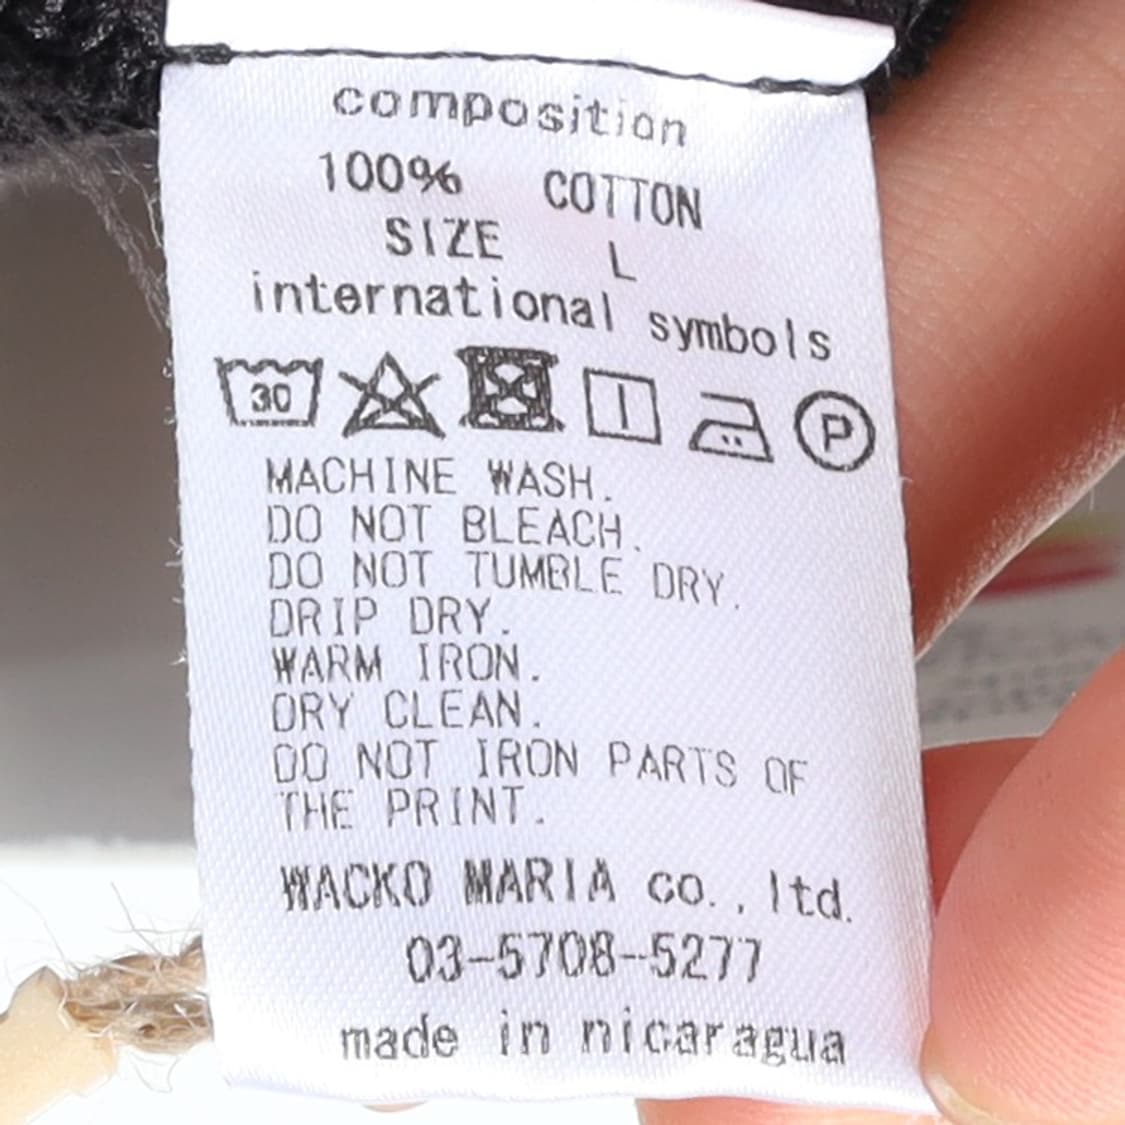 composition
100% COTTON
SIZE L
international symbols
30 P
MACHINE WASH.
DO NOT BLEACH.
DO NOT TUMBLE DRY.
DRIP DRY.
WARM IRON.
DRY CLEAN.
DO NOT IRON PARTS OF
THE PRINT.
WACKO MARIA co., ltd.
03-5708-5277
made in nicaragua